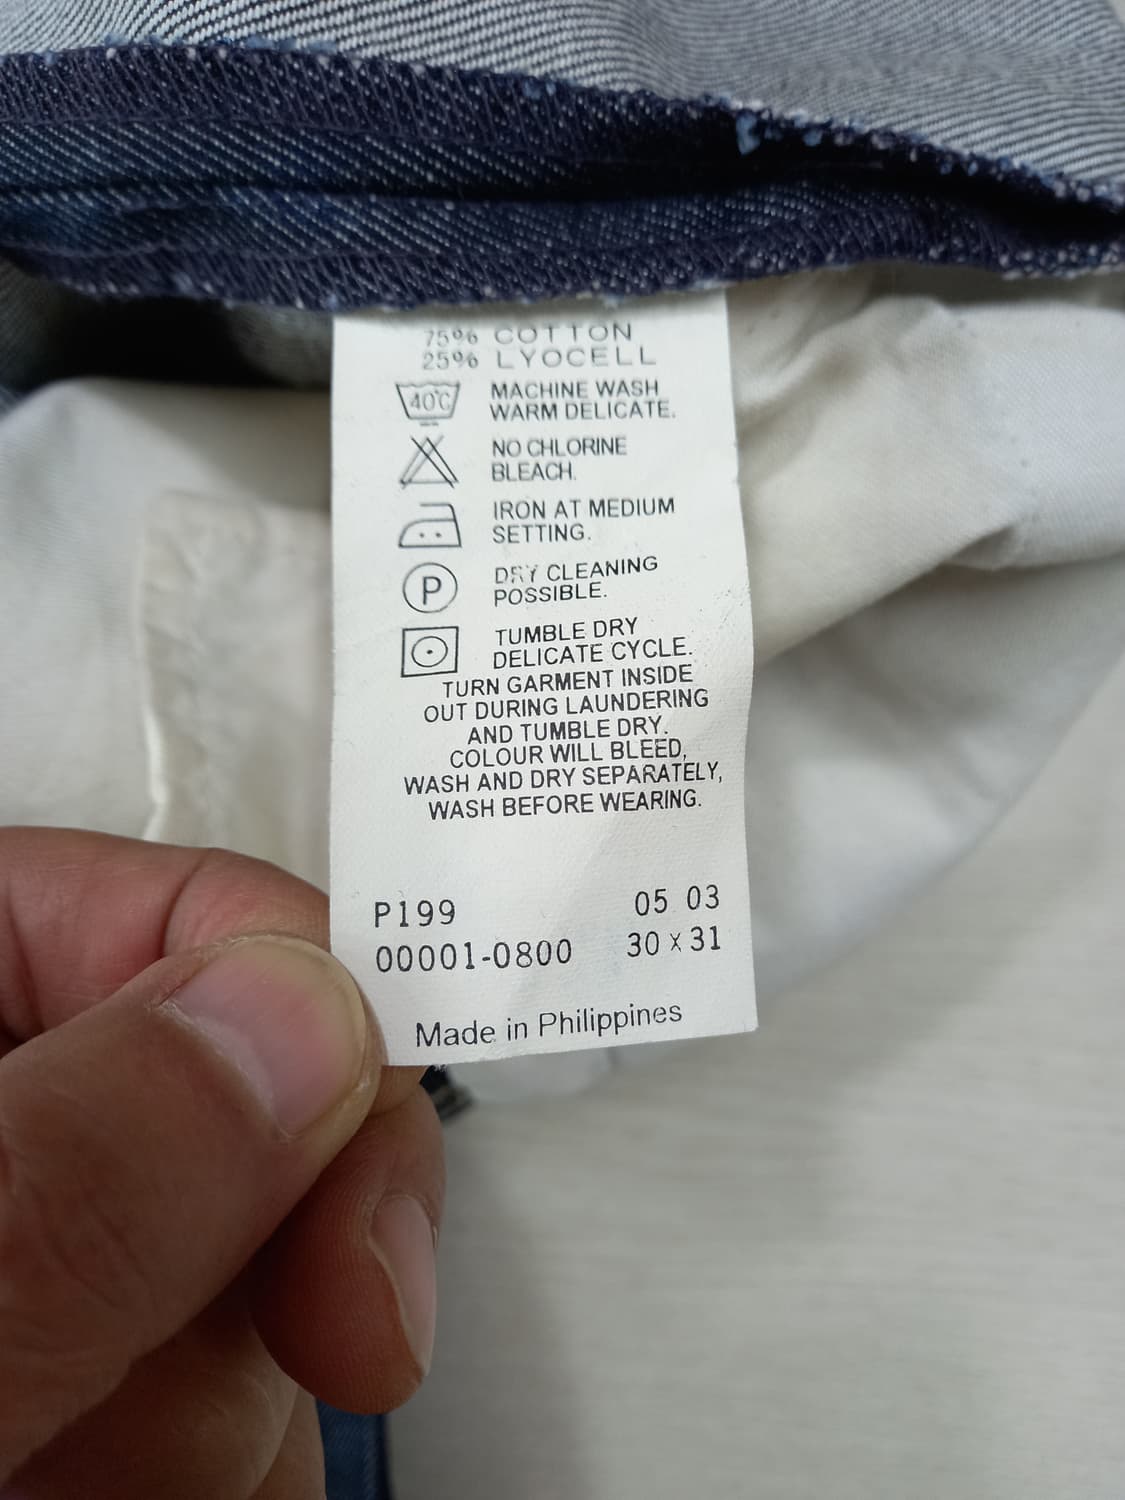 75% COTTON
25% LYOCELL
40°C
MACHINE WASH
WARM DELICATE.
NO CHLORINE
BLEACH.
IRON AT MEDIUM
SETTING.
P
DRY CLEANING
POSSIBLE.
TUMBLE DRY
DELICATE CYCLE.
TURN GARMENT INSIDE
OUT DURING LAUNDERING
AND TUMBLE DRY.
COLOUR WILL BLEED,
WASH AND DRY SEPARATELY,
WASH BEFORE WEARING.
P199 05 03
00001-0800 30 x 31
Made in Philippines